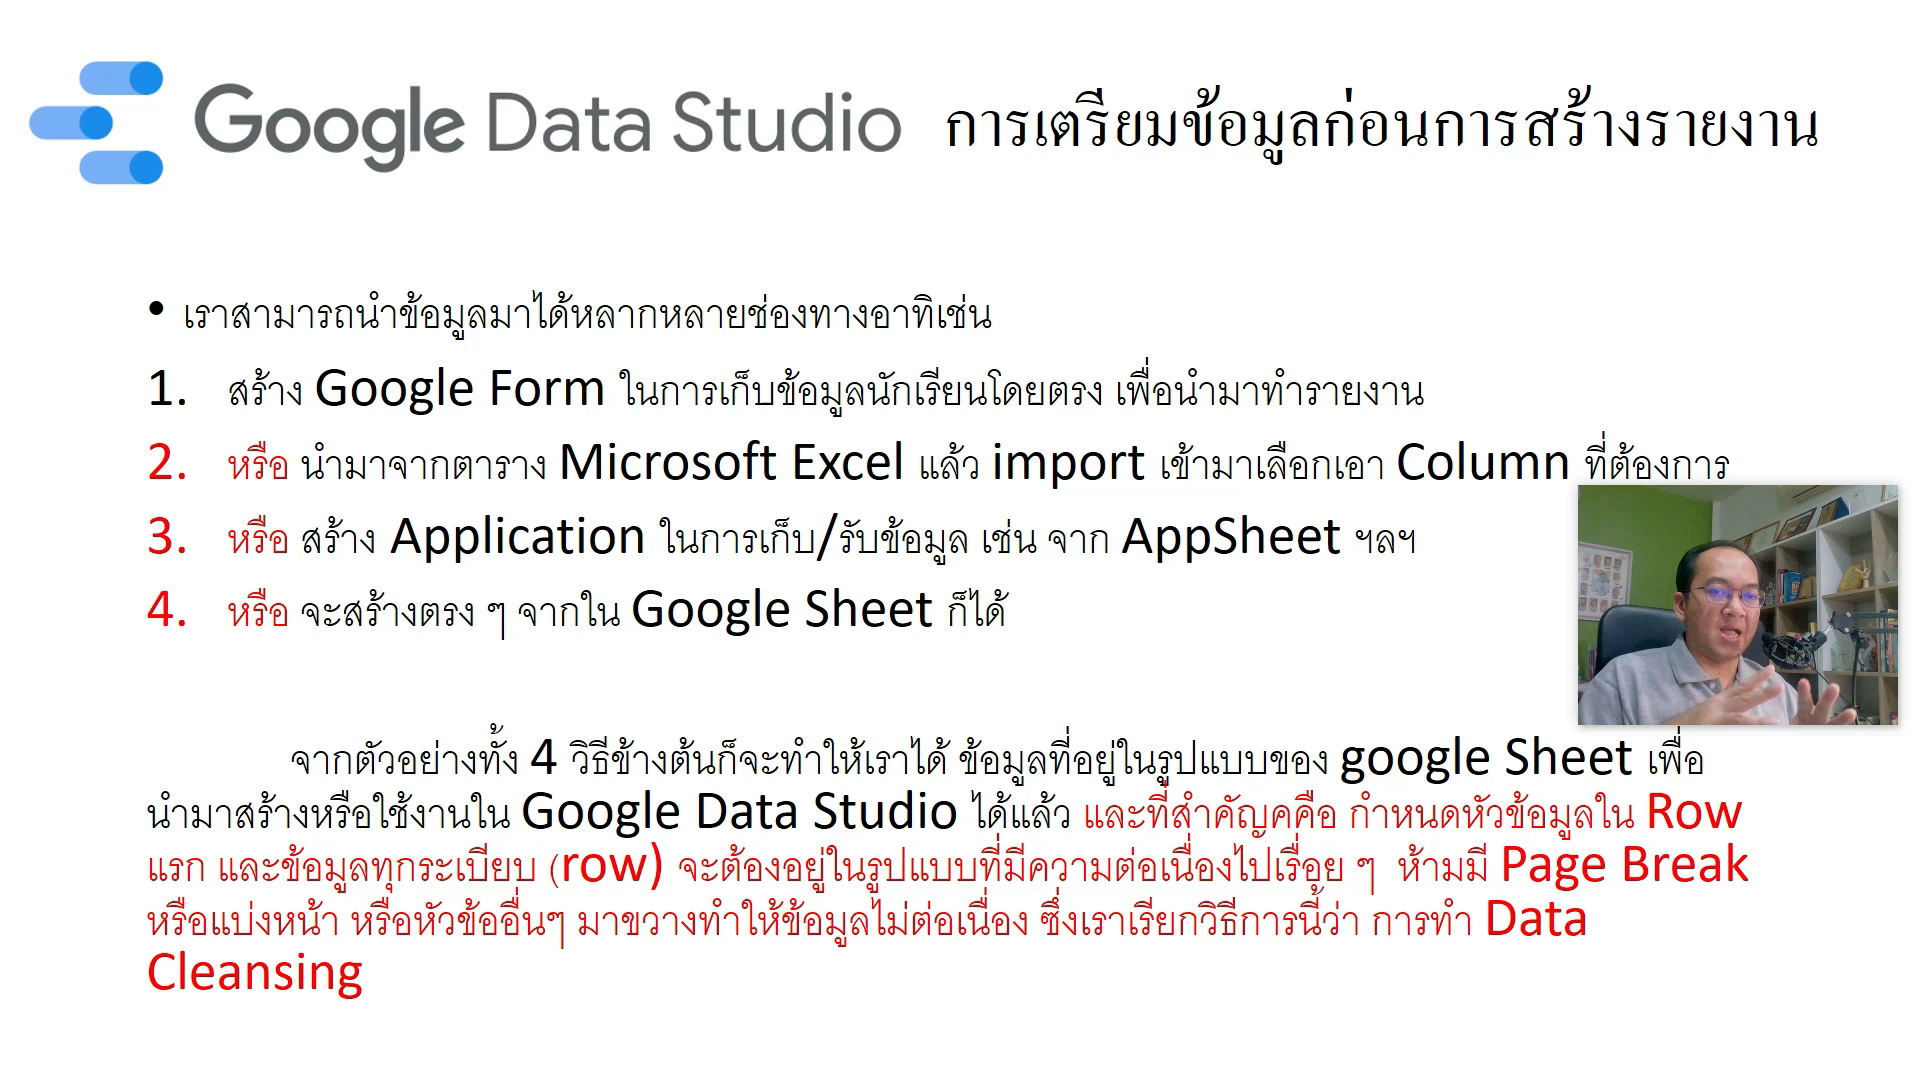 Google Data Studio การเตรียมข้อมูลก่อนการสร้างรายงาน
• เราสามารถนำข้อมูลมาได้หลากหลายช่องทางอาทิเช่น
1. สร้าง Google Form ในการเก็บข้อมูลนักเรียนโดยตรง เพื่อนำมาทำรายงาน
2. หรือ นำมาจากตาราง Microsoft Excel แล้ว import เข้ามาเลือกเอา Column ที่ต้องการ
3. หรือ สร้าง Application ในการเก็บ/รับข้อมูล เช่น จาก AppSheet ฯลฯ
4. หรือ จะสร้างตรง ๆ จากใน Google Sheet ก็ได้
จากตัวอย่างทั้ง 4 วิธีข้างต้นก็จะทำให้เราได้ ข้อมูลที่อยู่ในรูปแบบของ google Sheet เพื่อ
นำมาสร้างหรือใช้งานใน Google Data Studio ได้แล้ว และที่สำคัญคคือ กำหนดหัวข้อมูลใน Row
แรก และข้อมูลทุกระเบียบ (row) จะต้องอยู่ในรูปแบบที่มีความต่อเนื่องไปเรื่อย ๆ ห้ามมี Page Break
หรือแบ่งหน้า หรือหัวข้ออื่นๆ มาขวางทำให้ข้อมูลไม่ต่อเนื่อง ซึ่งเราเรียกวิธีการนี้ว่า การทำ Data
Cleansing